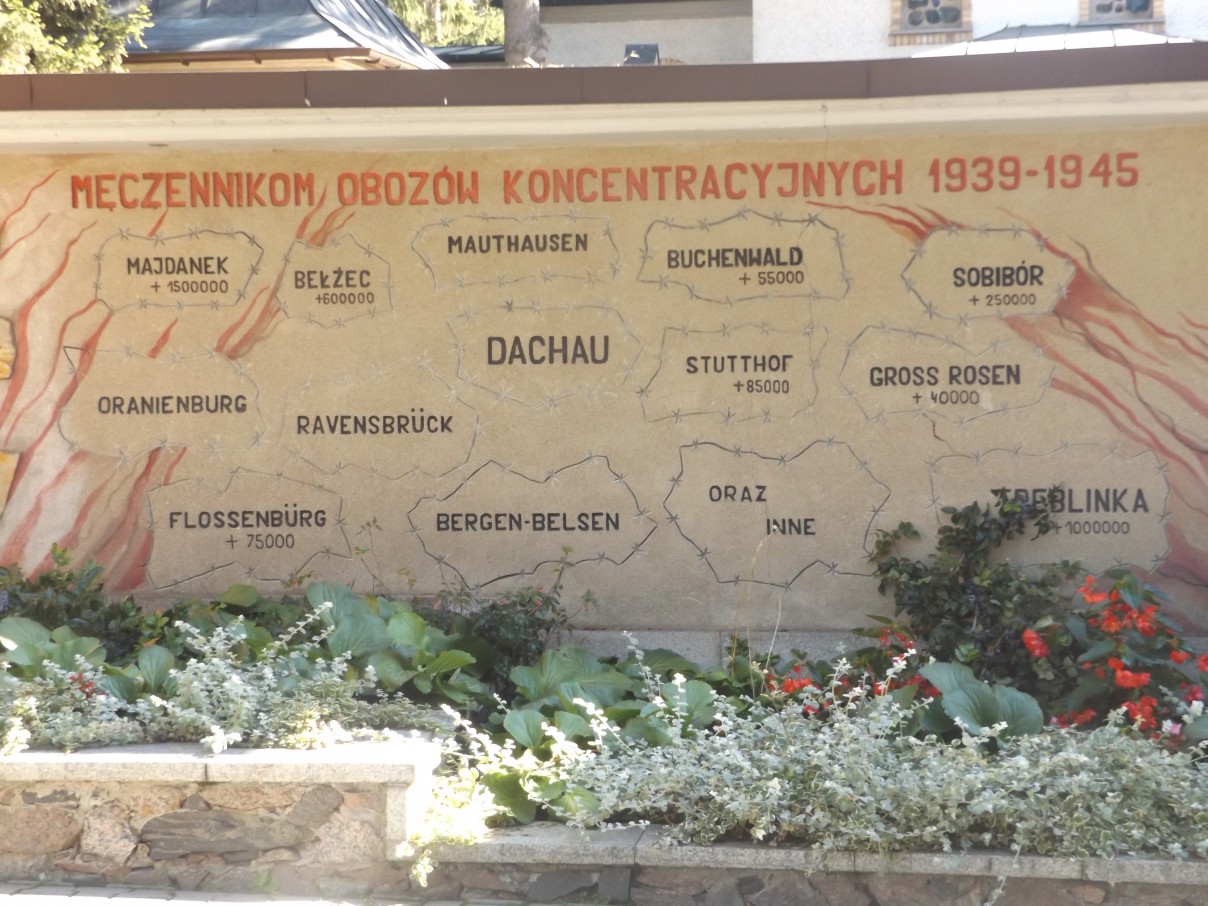 MĘCZENNIKOM OBOZÓW KONCENTRACYJNYCH 1939-1945
MAJDANEK
+ 1500000
BEŁŻEC
+600000
MAUTHAUSEN
BUCHENWALD
+ 55000
SOBIBÓR
+ 250000
DACHAU
STUTTHOF
+85000
GROSS ROSEN
+ 40000
ORANIENBURG
RAVENSBRÜCK
FLOSSENBÜRG
+ 75000
BERGEN-BELSEN
ORAZ
INNE
TREBLINKA
+1000000